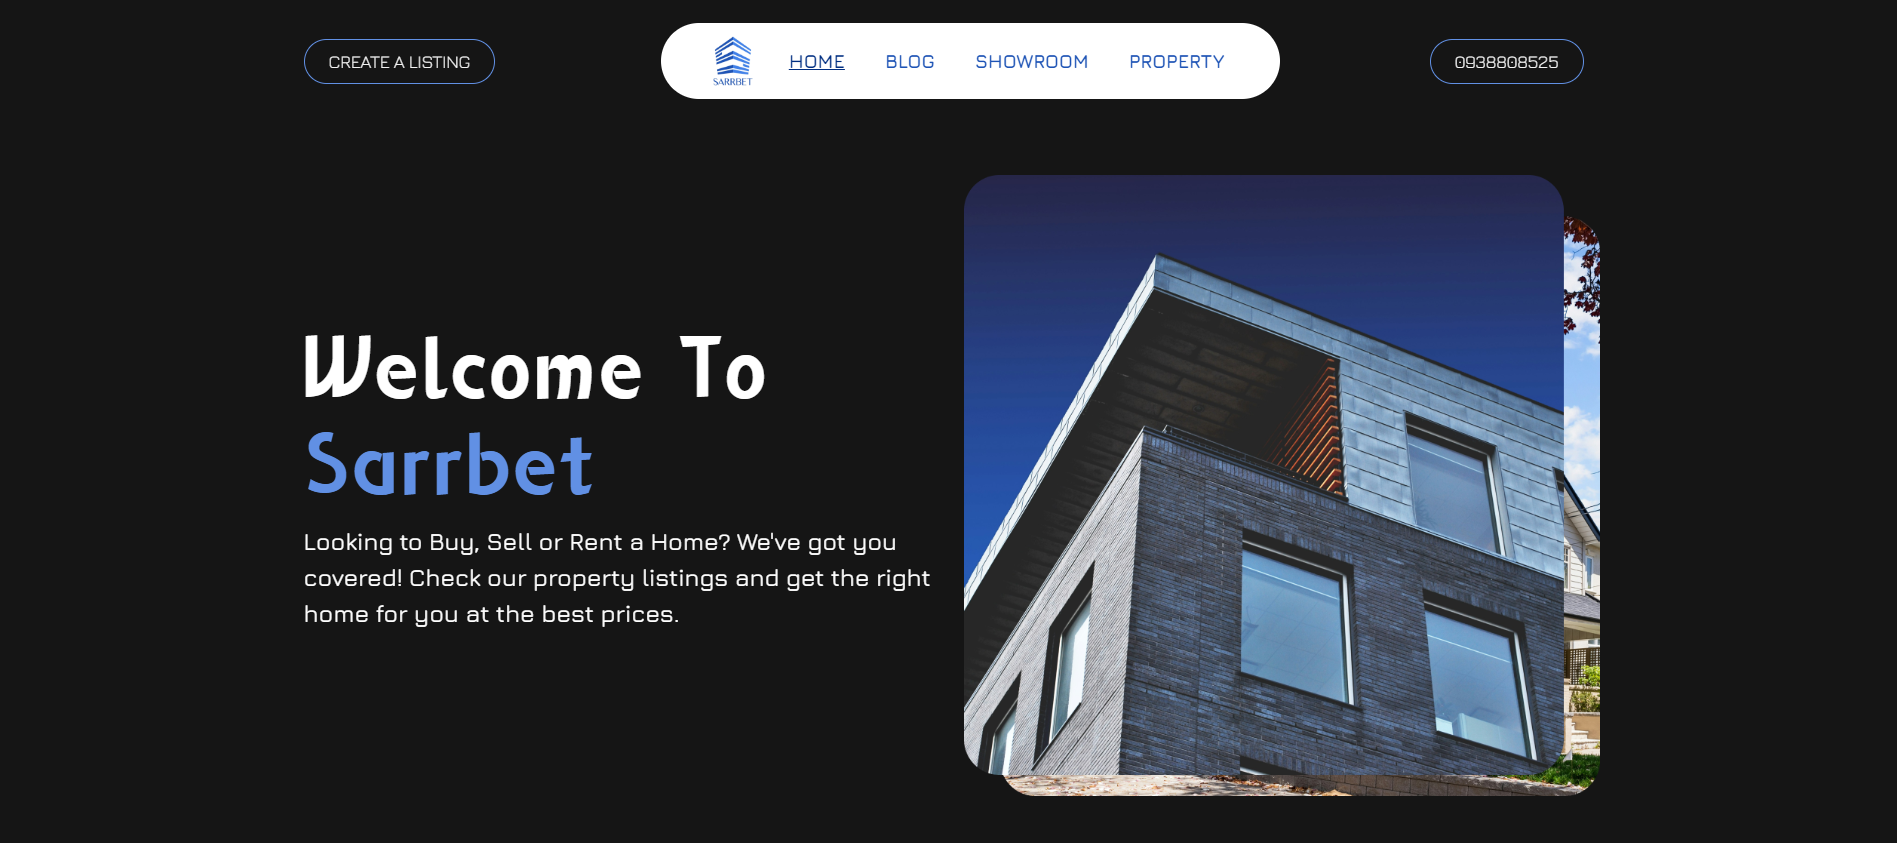 CREATE A LISTING
SARRBET
HOME
BLOG
SHOWROOM
PROPERTY
0938808525
Welcome To
Sarrbet
Looking to Buy, Sell or Rent a Home? We've got you
covered! Check our property listings and get the right
home for you at the best prices.